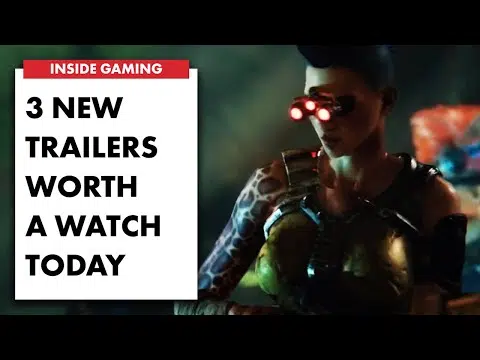 INSIDE GAMING
3 NEW
TRAILERS
WORTH
A WATCH
TODAY